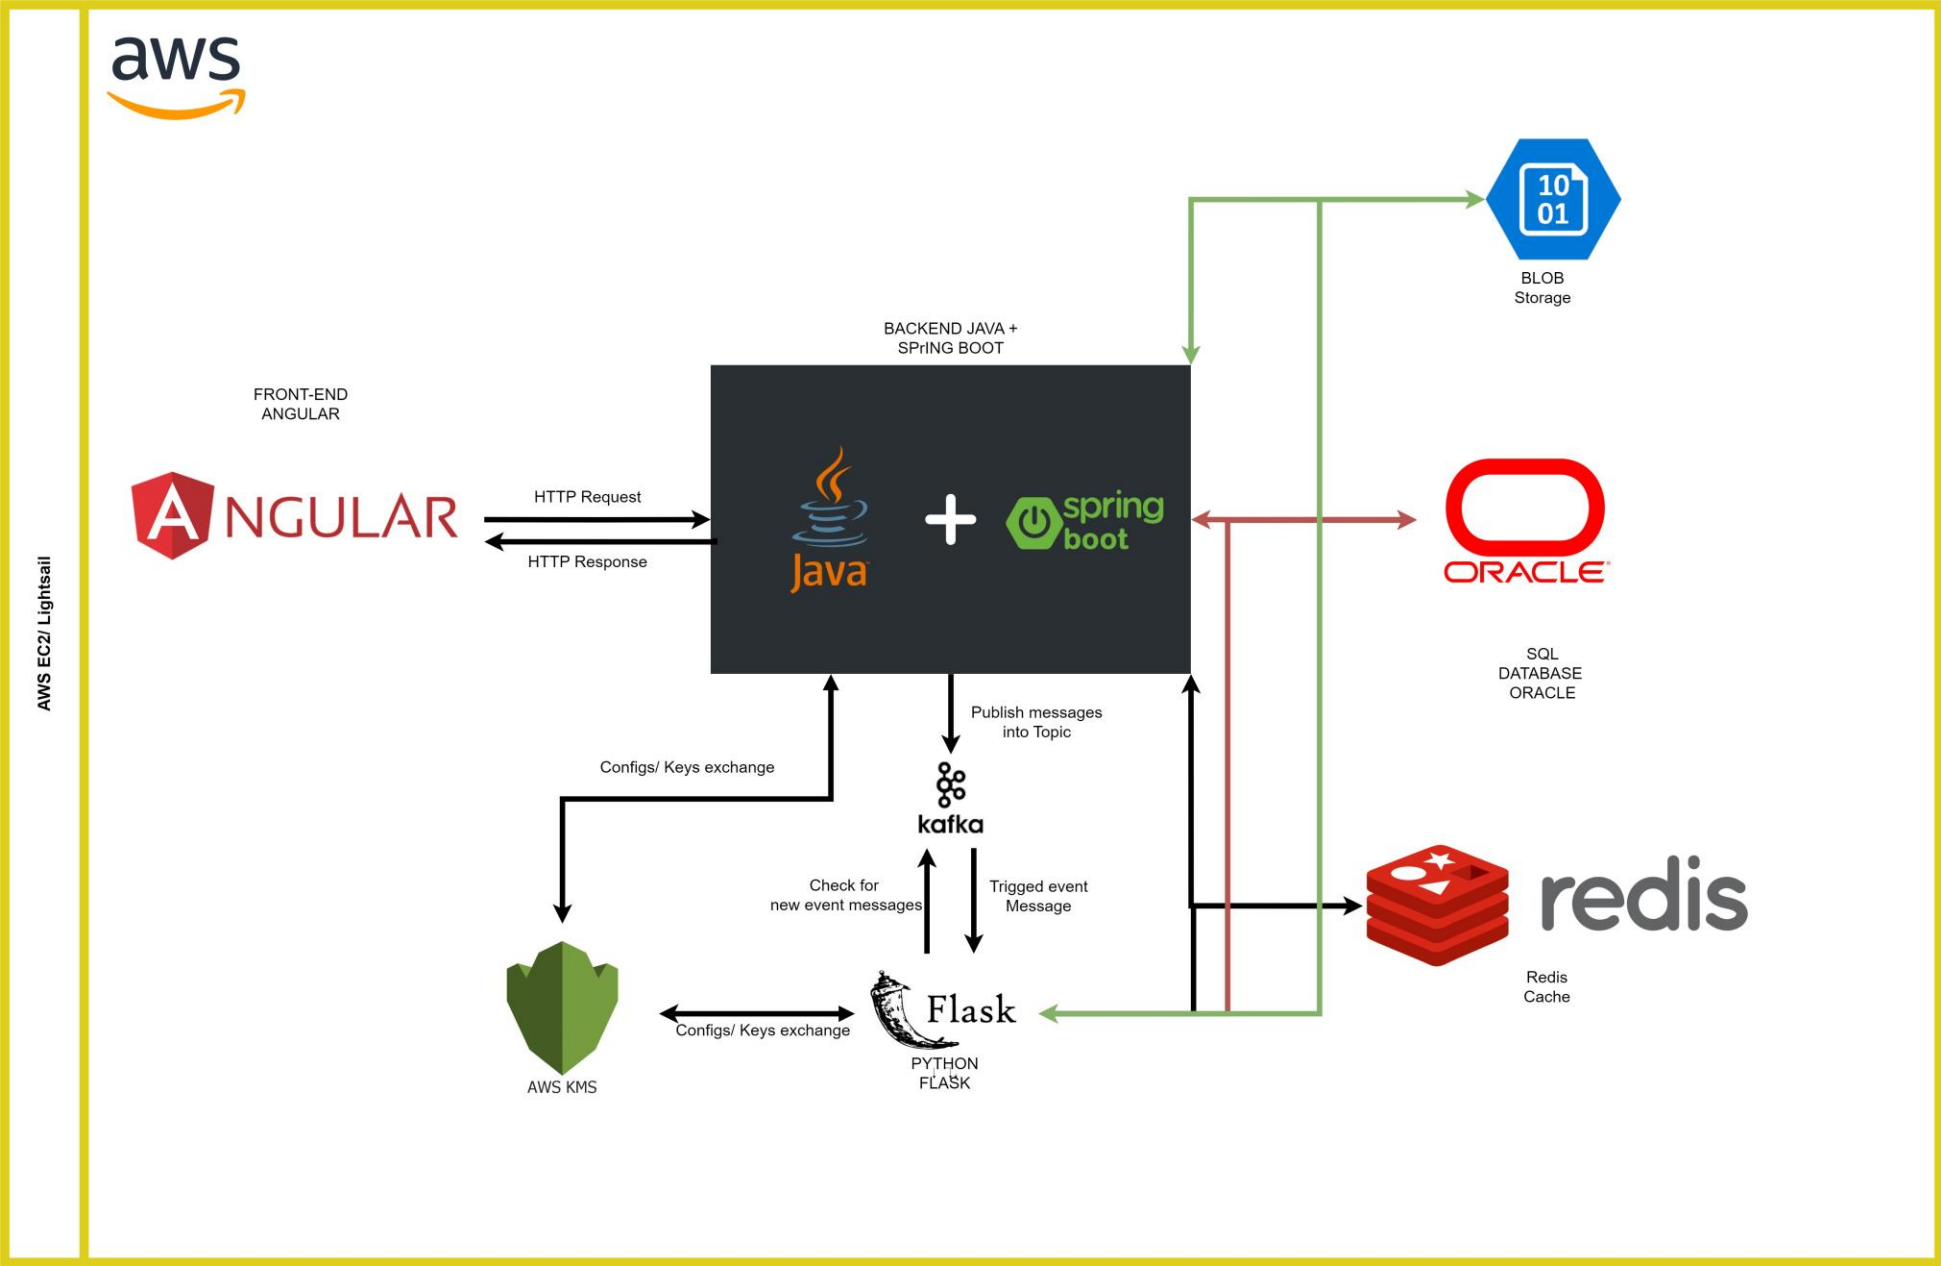 aws
AWS EC2/ Lightsail
10
01
BLOB
Storage
BACKEND JAVA +
SPrING BOOT
FRONT-END
ANGULAR
ANGULAR
HTTP Request
HTTP Response
Java
spring
boot
ORACLE
SQL
DATABASE
ORACLE
Publish messages
into Topic
Configs/ Keys exchange
kafka
Check for
new event messages
Trigged event
Message
redis
Redis
Cache
Flask
Configs/ Keys exchange
PYTHON
FLASK
AWS KMS